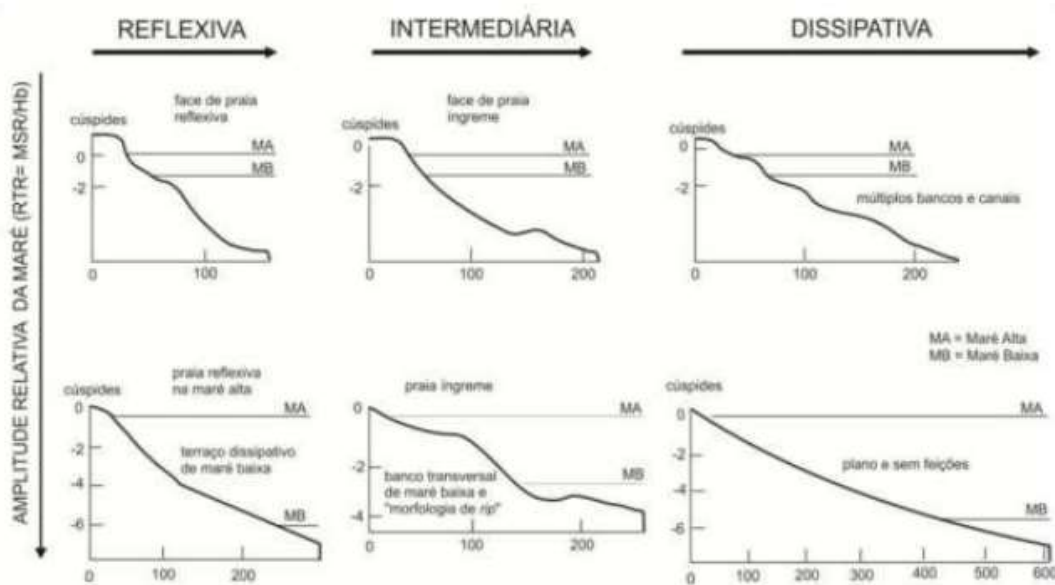 REFLEXIVA
INTERMEDIÁRIA
DISSIPATIVA
AMPLITUDE RELATIVA DA MARÉ (RTR= MSR/Hb)
face de praia
reflexiva
cúspides
MA
MB
0
-2
0
100
face de praia
ingreme
cúspides
MA
MB
0
-2
0
100
200
cúspides
MA
MB
0
-2
múltiplos bancos e canais
0
100
200
MA = Maré Alta
MB = Maré Baixa
praia reflexiva
na maré alta
cúspides
MA
terraço dissipativo
de maré baixa
MB
0
-2
-4
-6
0
100
200
praia íngreme
cúspides
MA
MB
banco transversal
de maré baixa e
"morfologia de rip"
0
-2
-4
0
100
200
cúspides
MA
plano e sem feições
MB
0
-2
-4
-6
0
100
200
300
400
500
600